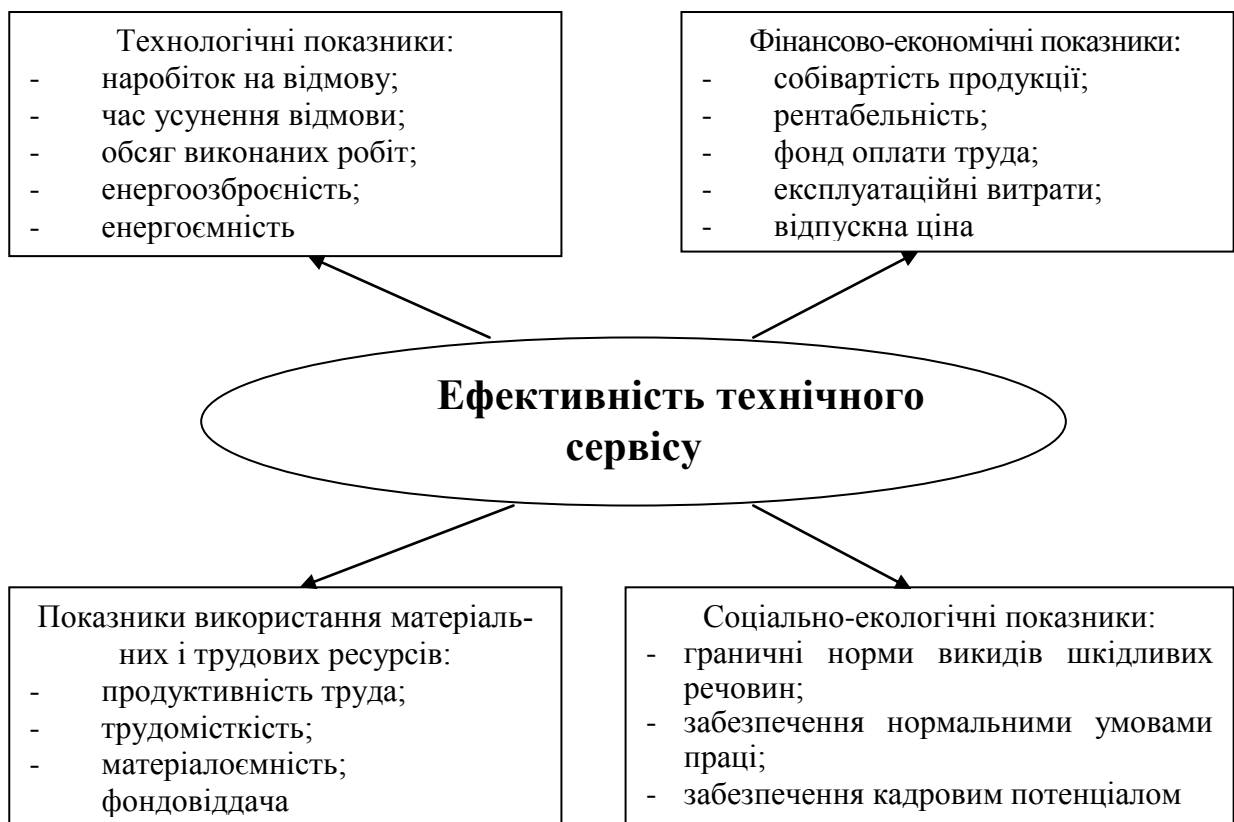 Технологічні показники:
- наробіток на відмову;
- час усунення відмови;
- обсяг виконаних робіт;
- енергоозброєність;
- енергоємність
Фінансово-економічні показники:
- собівартість продукції;
- рентабельність;
- фонд оплати труда;
- експлуатаційні витрати;
- відпускна ціна
Ефективність технічного
сервісу
Показники використання матеріаль-
них і трудових ресурсів:
- продуктивність труда;
- трудомісткість;
- матеріалоємність;
фондовіддача
Соціально-екологічні показники:
- граничні норми викидів шкідливих
речовин;
- забезпечення нормальними умовами
праці;
- забезпечення кадровим потенціалом